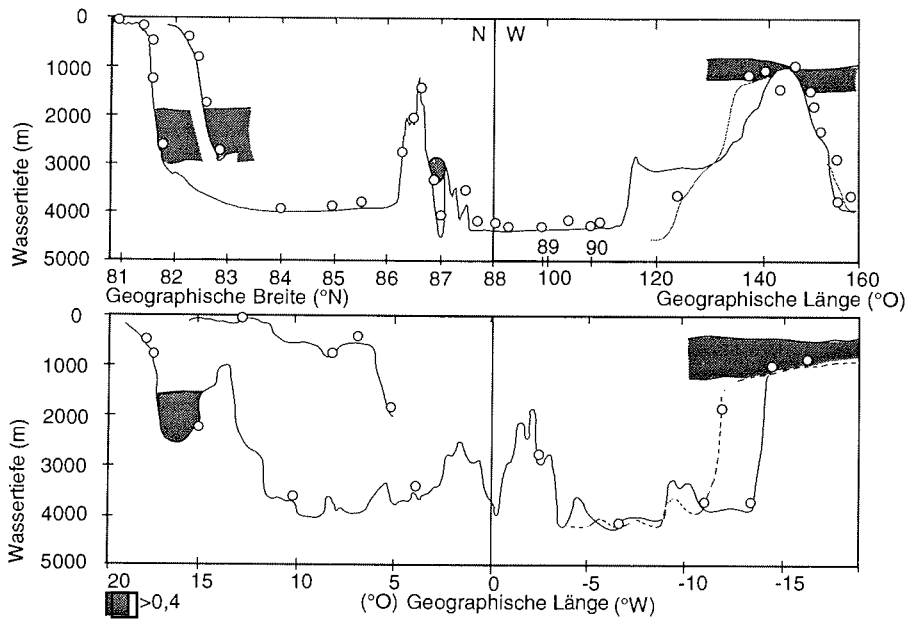 N W
0
1000
2000
3000
4000
5000
Wassertiefe (m)
89 90
81 82 83 84 85 86 87 88 100 120 140 160
Geographische Breite (°N) Geographische Länge (°O)
0
1000
2000
3000
4000
5000
Wassertiefe (m)
20 15 10 5 0 -5 -10 -15
>0,4 (°O) Geographische Länge (°W)